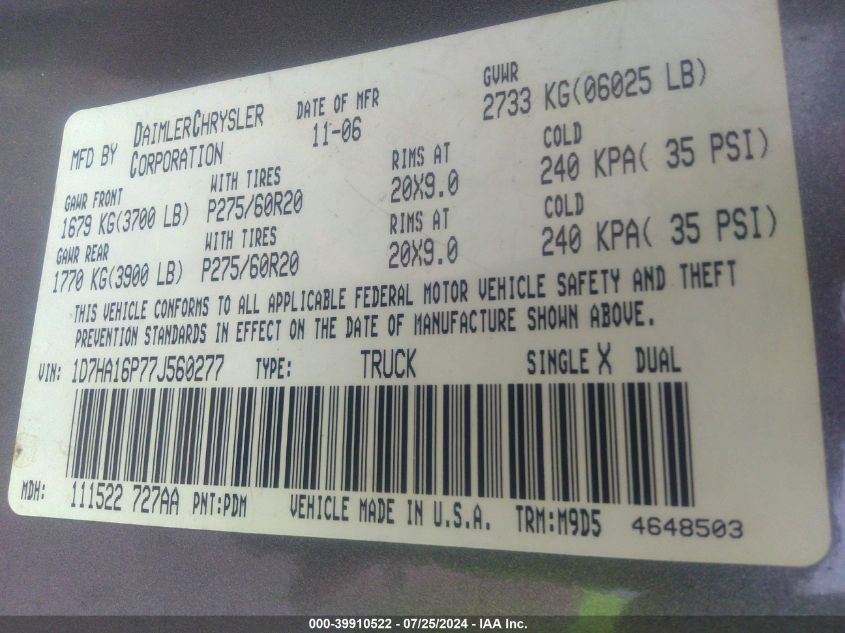 MFD BY DAIMLERCHRYSLER CORPORATION DATE OF MFR 11-06 GVWR 2733 KG(06025 LB)
GAWR FRONT WITH TIRES RIMS AT COLD
1679 KG(3700 LB) P275/60R20 20X9.0 240 KPA( 35 PSI)
GAWR REAR WITH TIRES RIMS AT COLD
1770 KG(3900 LB) P275/60R20 20X9.0 240 KPA( 35 PSI)
THIS VEHICLE CONFORMS TO ALL APPLICABLE FEDERAL MOTOR VEHICLE SAFETY AND THEFT
PREVENTION STANDARDS IN EFFECT ON THE DATE OF MANUFACTURE SHOWN ABOVE.
VIN: 1D7HA16P77J560277 TYPE: TRUCK SINGLE X DUAL
MDH: 111522 727AA PNT:PDM VEHICLE MADE IN U.S.A. TRM:M9D5 4648503
000-39910522 - 07/25/2024 - IAA Inc.